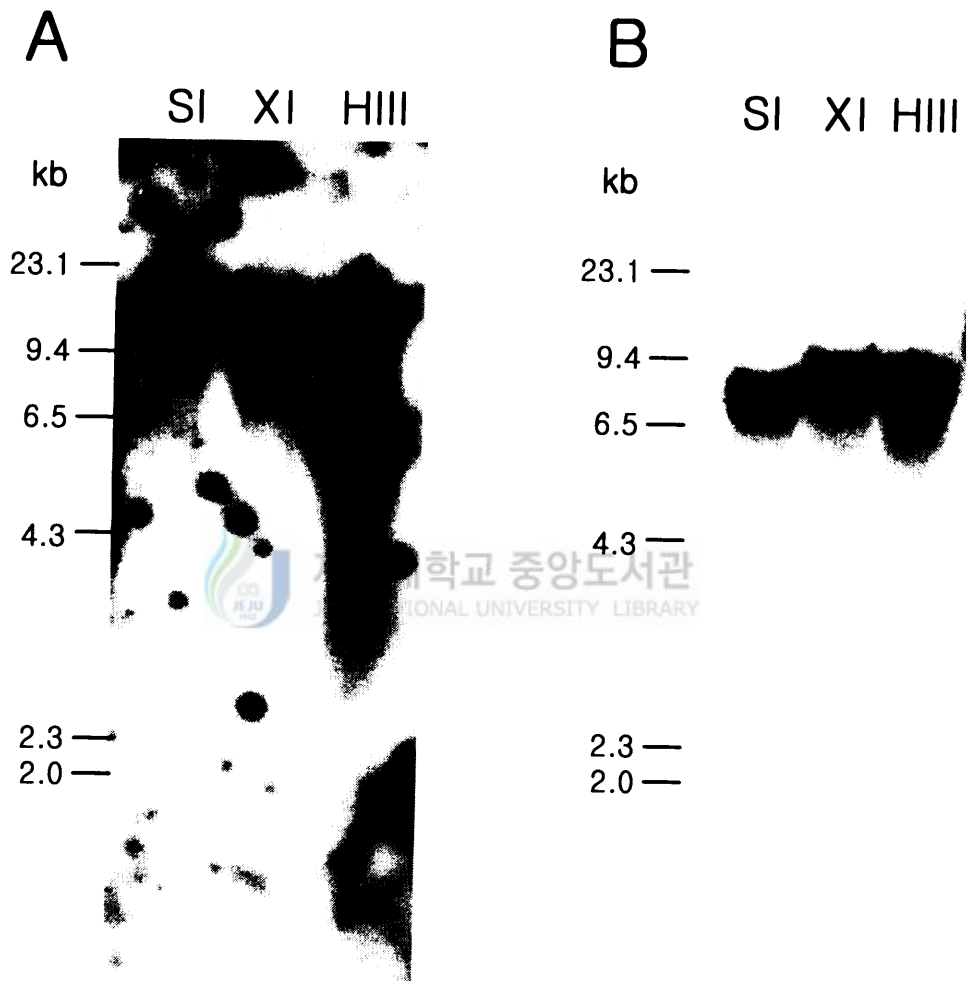 A
SI XI HIII
kb
23.1
9.4
6.5
4.3
2.3
2.0
B
SI XI HIII
kb
23.1
9.4
6.5
4.3
2.3
2.0
학교 중앙도서관
UNIVERSITY LIBRARY
JEJU